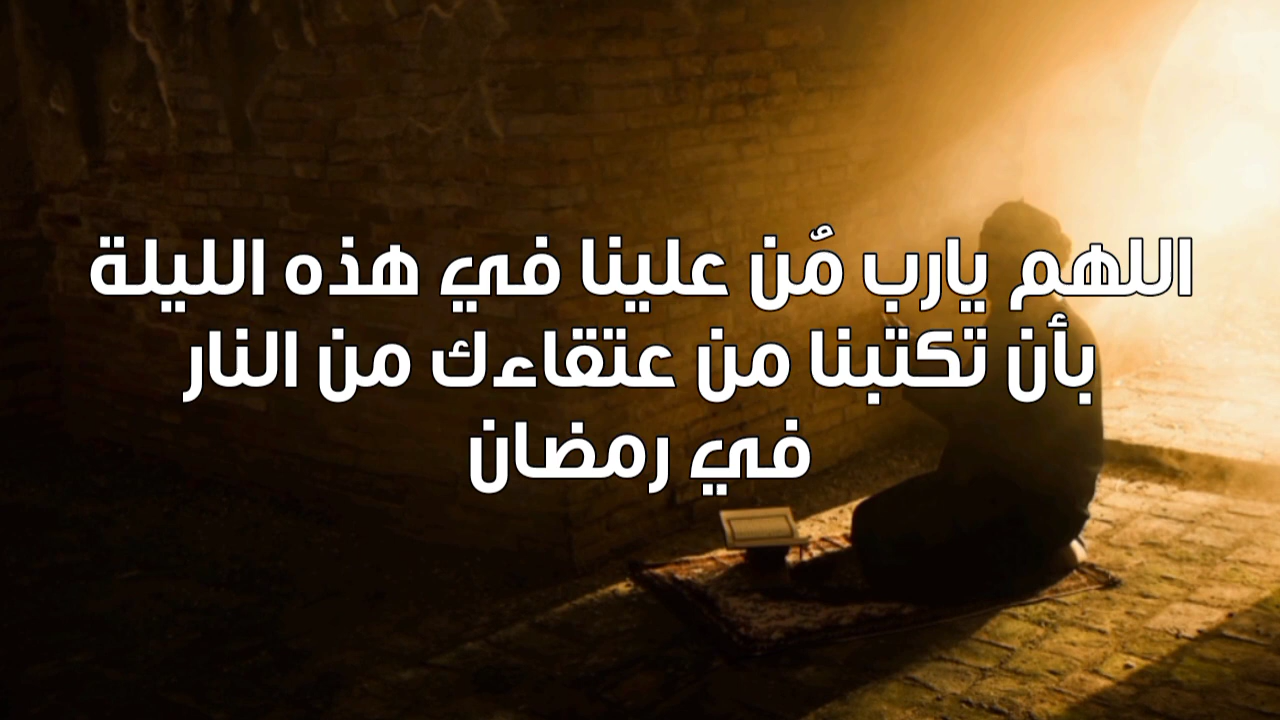 اللهم يارب مٌن علينا في هذه الليلة
بأن تكتبنا من عتقاءك من النار
في رمضان